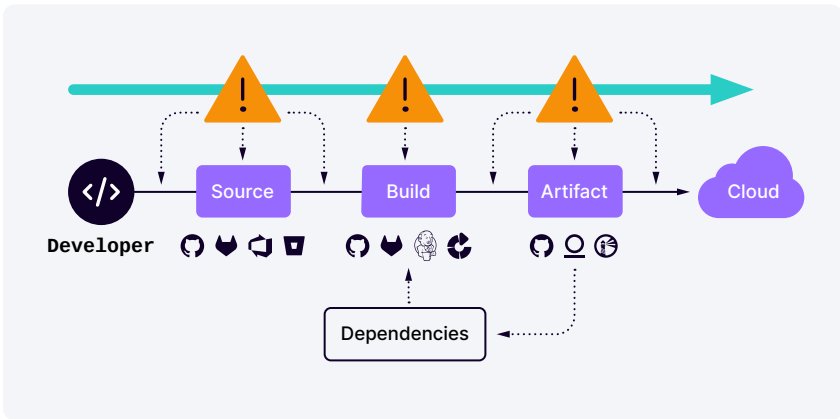 Source
Build
Artifact
Cloud
Developer
Dependencies